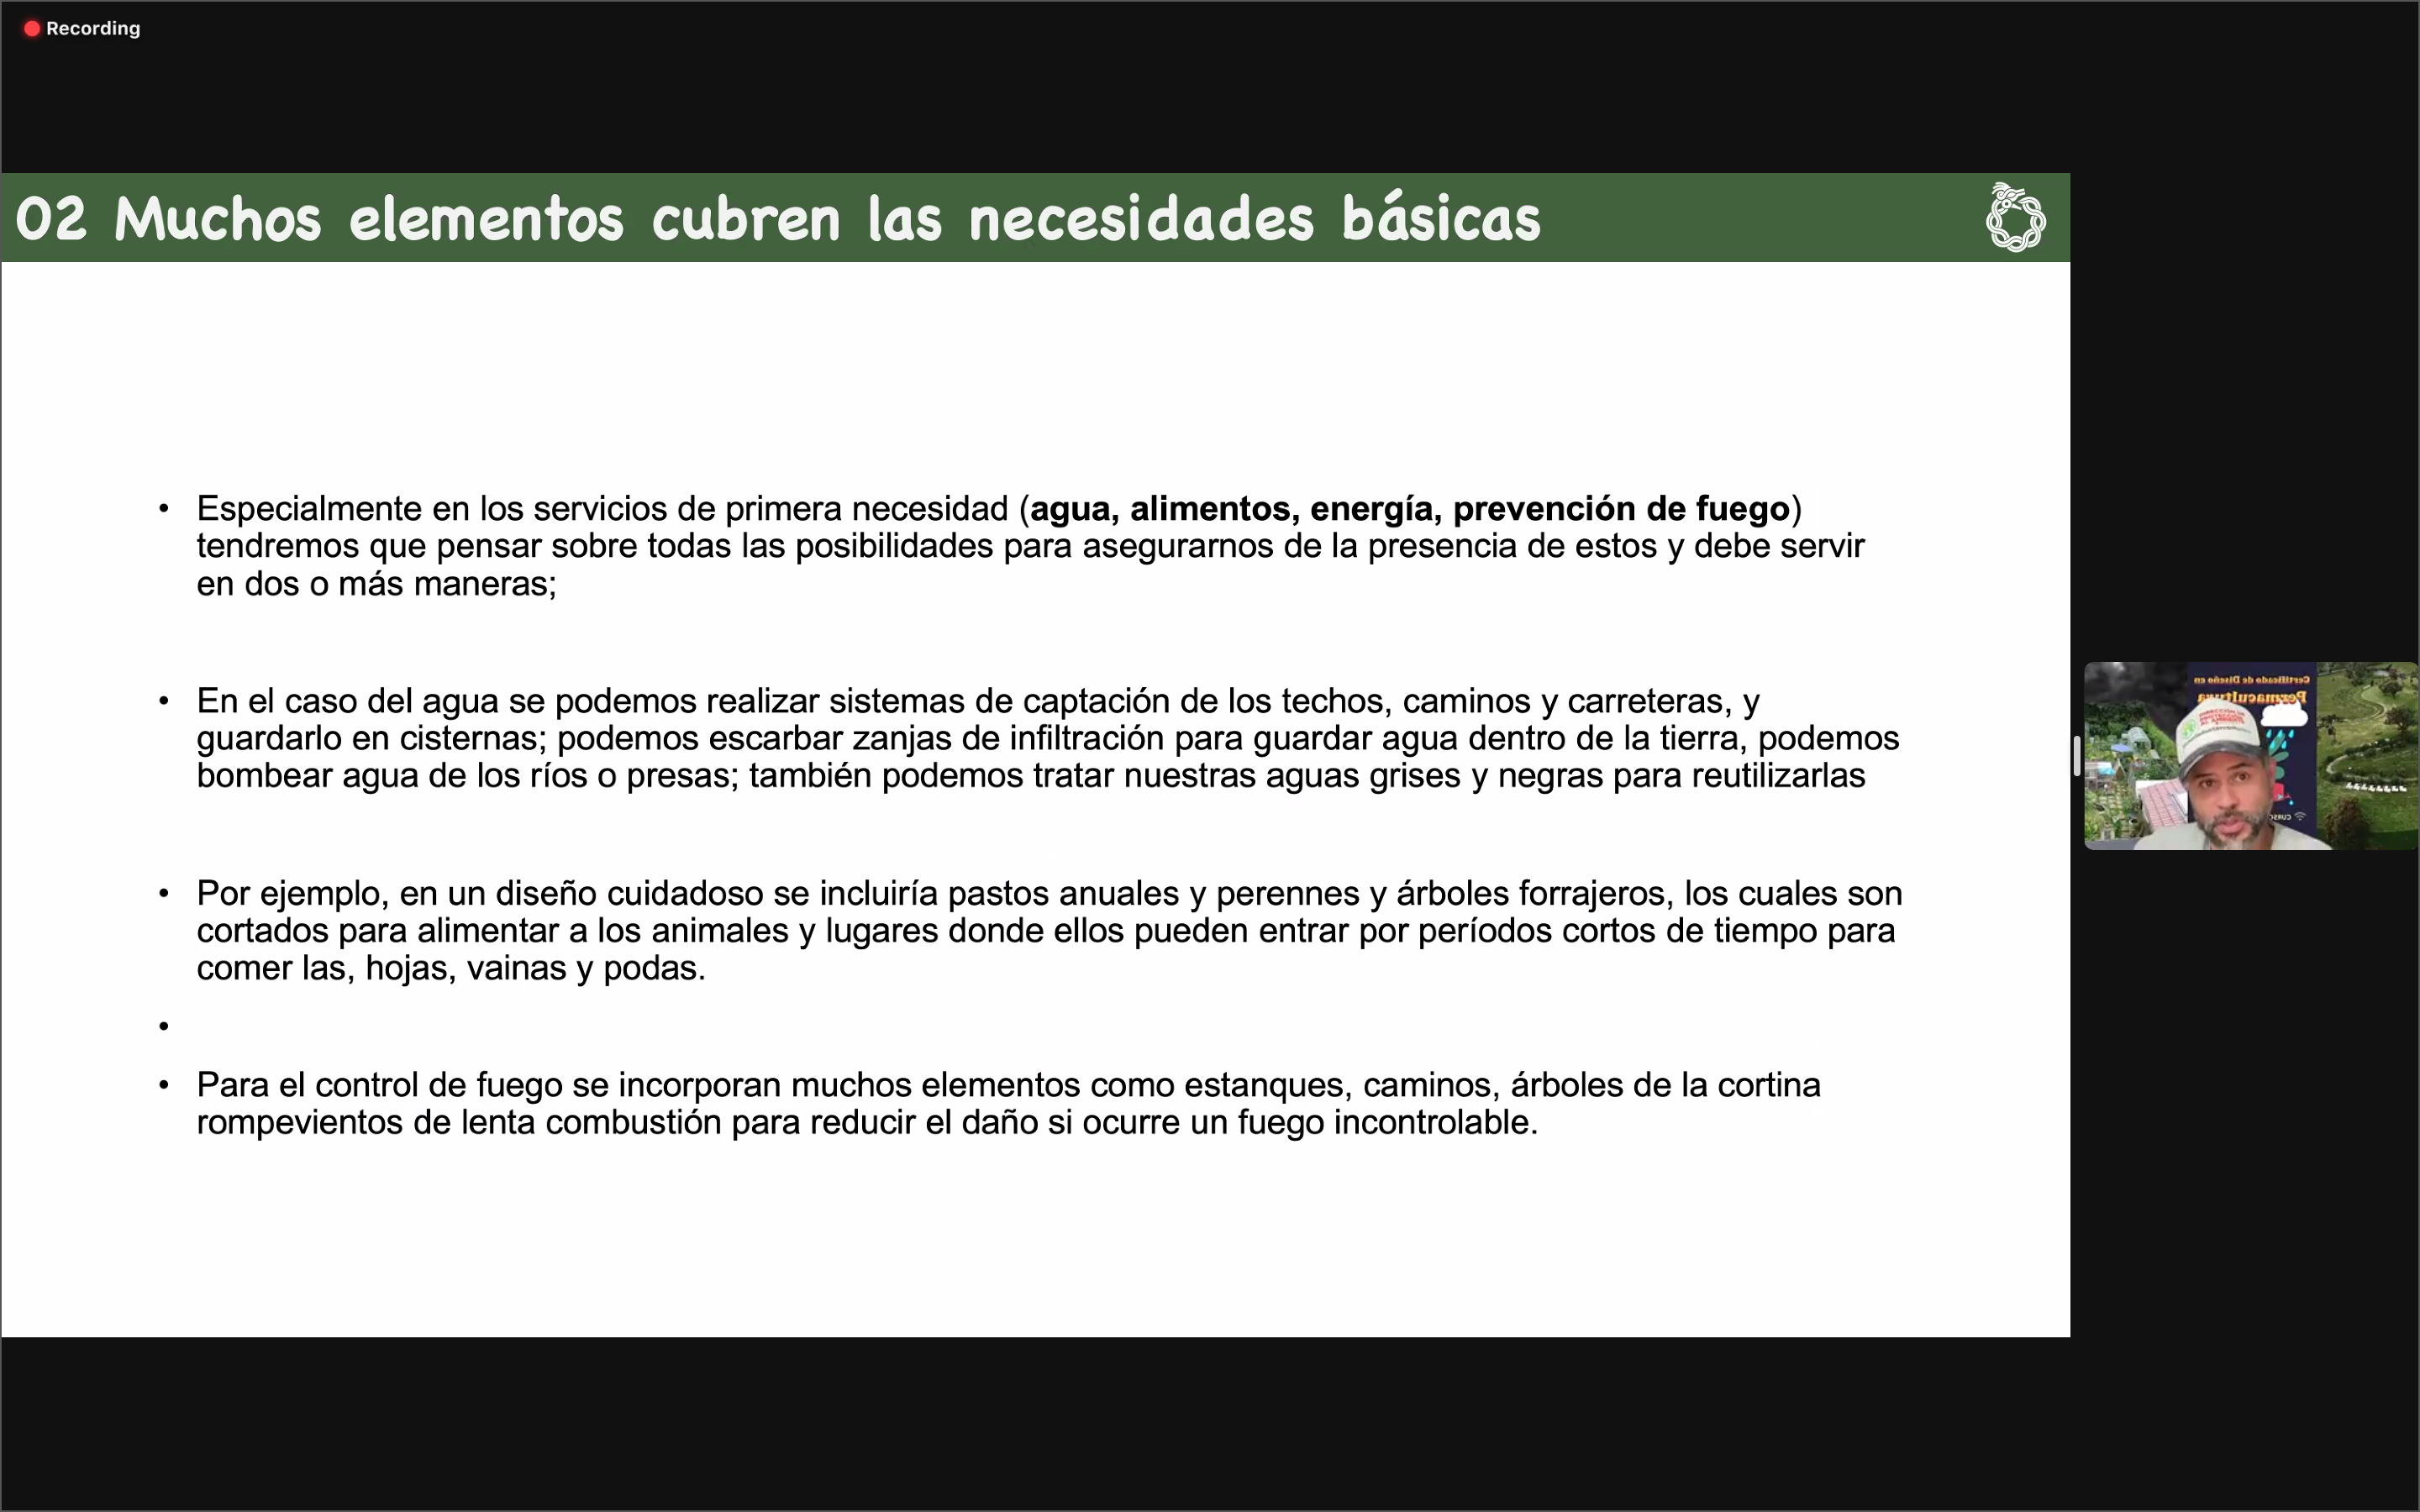 Recording
02 Muchos elementos cubren las necesidades básicas
• Especialmente en los servicios de primera necesidad (agua, alimentos, energía, prevención de fuego)
tendremos que pensar sobre todas las posibilidades para asegurarnos de la presencia de estos y debe servir
en dos o más maneras;
• En el caso del agua se podemos realizar sistemas de captación de los techos, caminos y carreteras, y
guardarlo en cisternas; podemos escarbar zanjas de infiltración para guardar agua dentro de la tierra, podemos
bombear agua de los ríos o presas; también podemos tratar nuestras aguas grises y negras para reutilizarlas
• Por ejemplo, en un diseño cuidadoso se incluiría pastos anuales y perennes y árboles forrajeros, los cuales son
cortados para alimentar a los animales y lugares donde ellos pueden entrar por períodos cortos de tiempo para
comer las, hojas, vainas y podas.
•
• Para el control de fuego se incorporan muchos elementos como estanques, caminos, árboles de la cortina
rompevientos de lenta combustión para reducir el daño si ocurre un fuego incontrolable.
Certificado de Diseño en
Permacultura